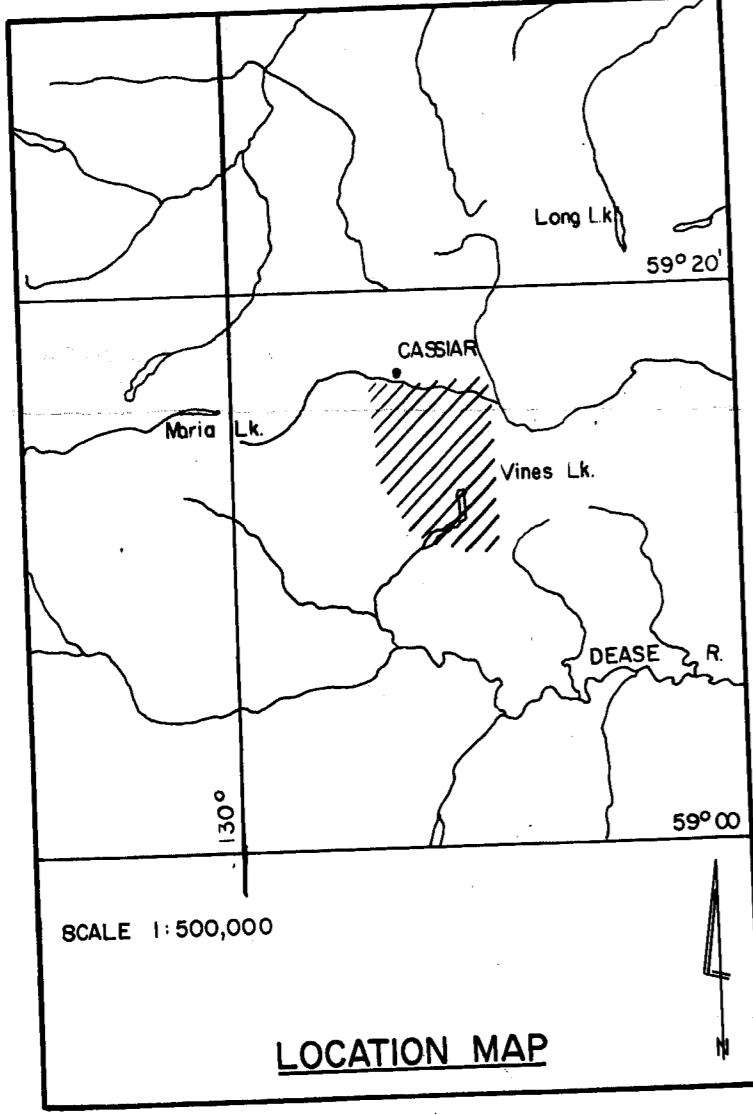 Long Lk.
59° 20'
CASSIAR
Maria Lk.
Vines Lk.
DEASE R.
130°
59° 00
SCALE 1:500,000
N
LOCATION MAP